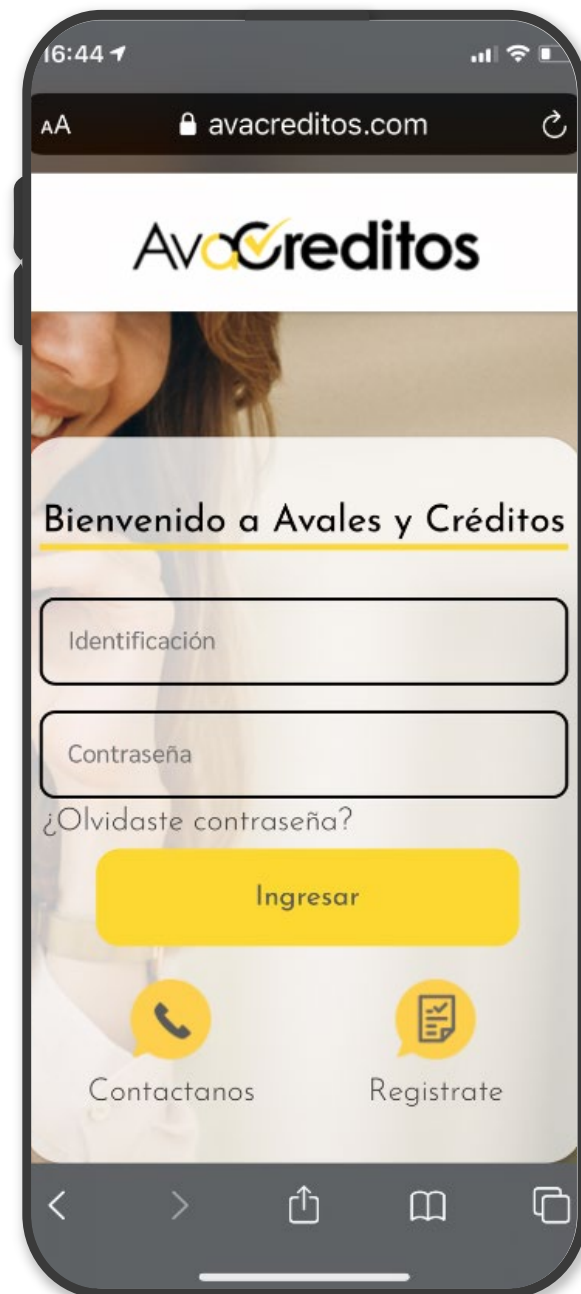 16:44
AA avacreditos.com
AvaCreditos
Bienvenido a Avales y Créditos
Identificación
Contraseña
¿Olvidaste contraseña?
Ingresar
Contactanos Registrate